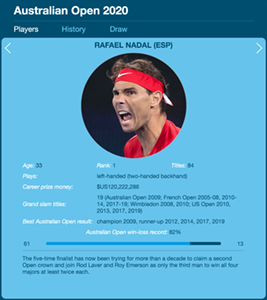 Australian Open 2020
Players History Draw
RAFAEL NADAL (ESP)
Age: 33 Rank: 1 Titles: 84
Plays: left-handed (two-handed backhand)
Career prize money: $US120,222,286
Grand slam titles: 19 (Australian Open 2009; French Open 2005-08, 2010-
14, 2017-19; Wimbledon 2008, 2010; US Open 2010,
2013, 2017, 2019)
Best Australian Open result: champion 2009, runner-up 2012, 2014, 2017, 2019
Australian Open win-loss record: 82%
61 13
The five-time finalist has now been trying for more than a decade to claim a second
Open crown and join Rod Laver and Roy Emerson as only the third man to win all four
majors at least twice each.